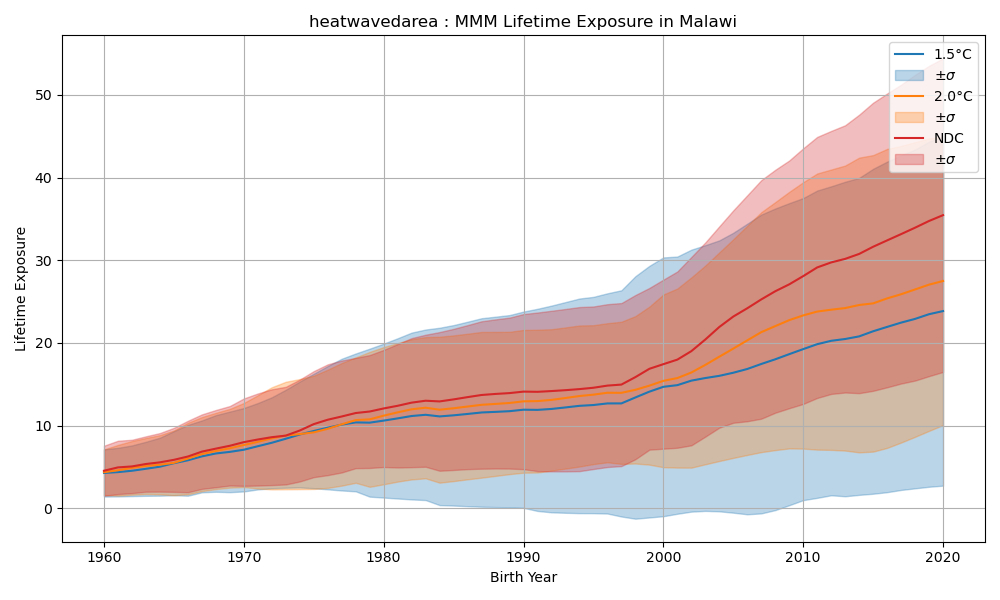 heatwavedarea : MMM Lifetime Exposure in Malawi
1.5°C
±σ
2.0°C
±σ
NDC
±σ
Lifetime Exposure
50
40
30
20
10
0
1960 1970 1980 1990 2000 2010 2020
Birth Year